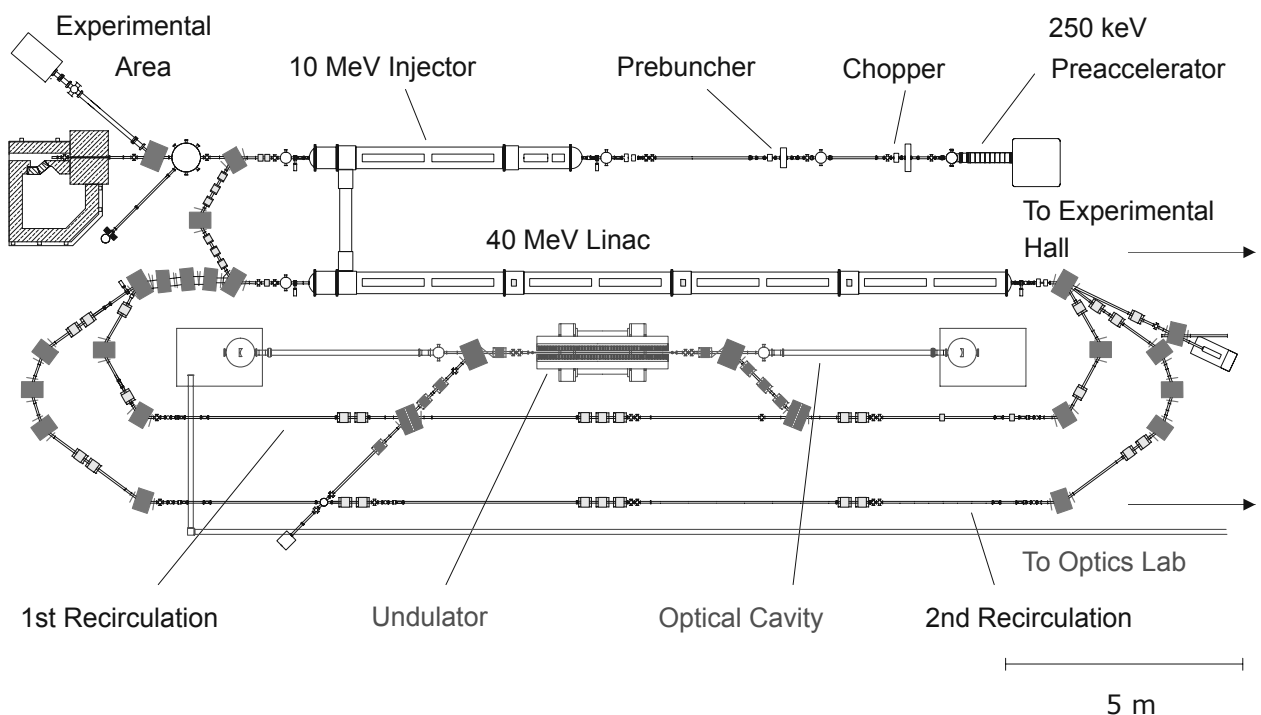 Experimental
Area
10 MeV Injector
Prebuncher
Chopper
250 keV
Preaccelerator
40 MeV Linac
To Experimental
Hall
To Optics Lab
1st Recirculation
Undulator
Optical Cavity
2nd Recirculation
5 m